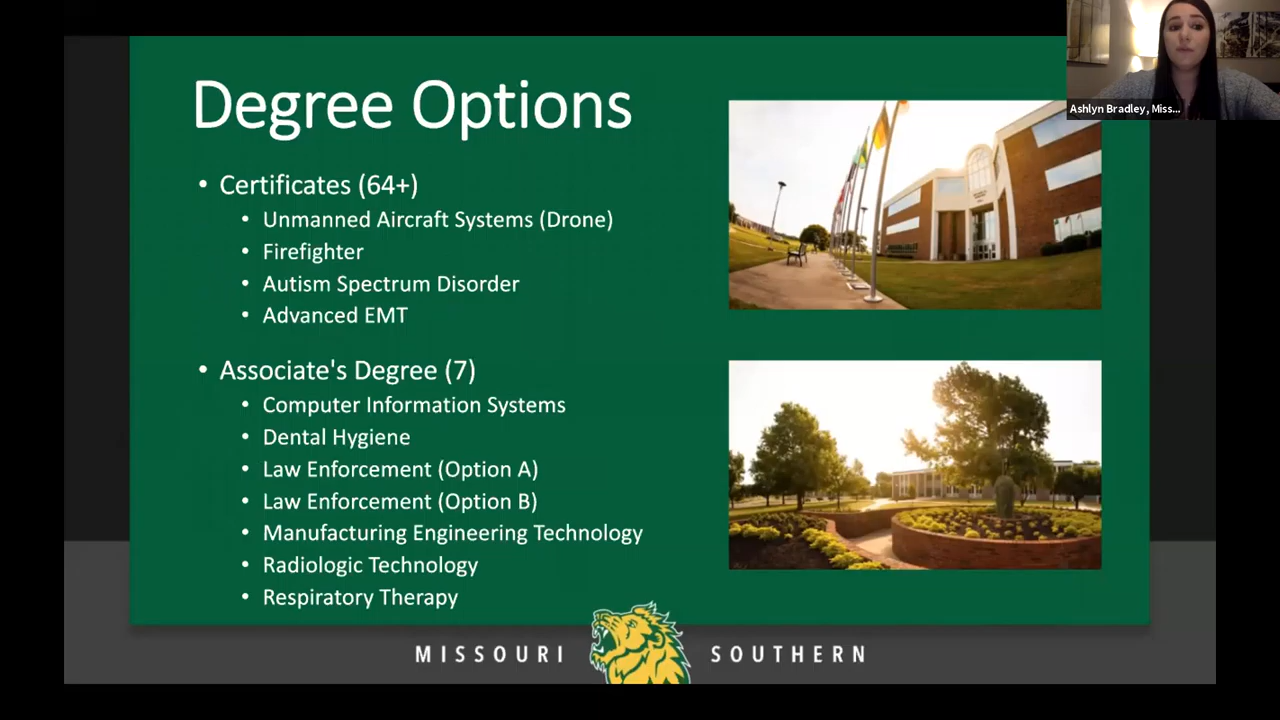 Degree Options
Ashlyn Bradley, Miss...
• Certificates (64+)
• Unmanned Aircraft Systems (Drone)
• Firefighter
• Autism Spectrum Disorder
• Advanced EMT
• Associate's Degree (7)
• Computer Information Systems
• Dental Hygiene
• Law Enforcement (Option A)
• Law Enforcement (Option B)
• Manufacturing Engineering Technology
• Radiologic Technology
• Respiratory Therapy
MISSOURI SOUTHERN